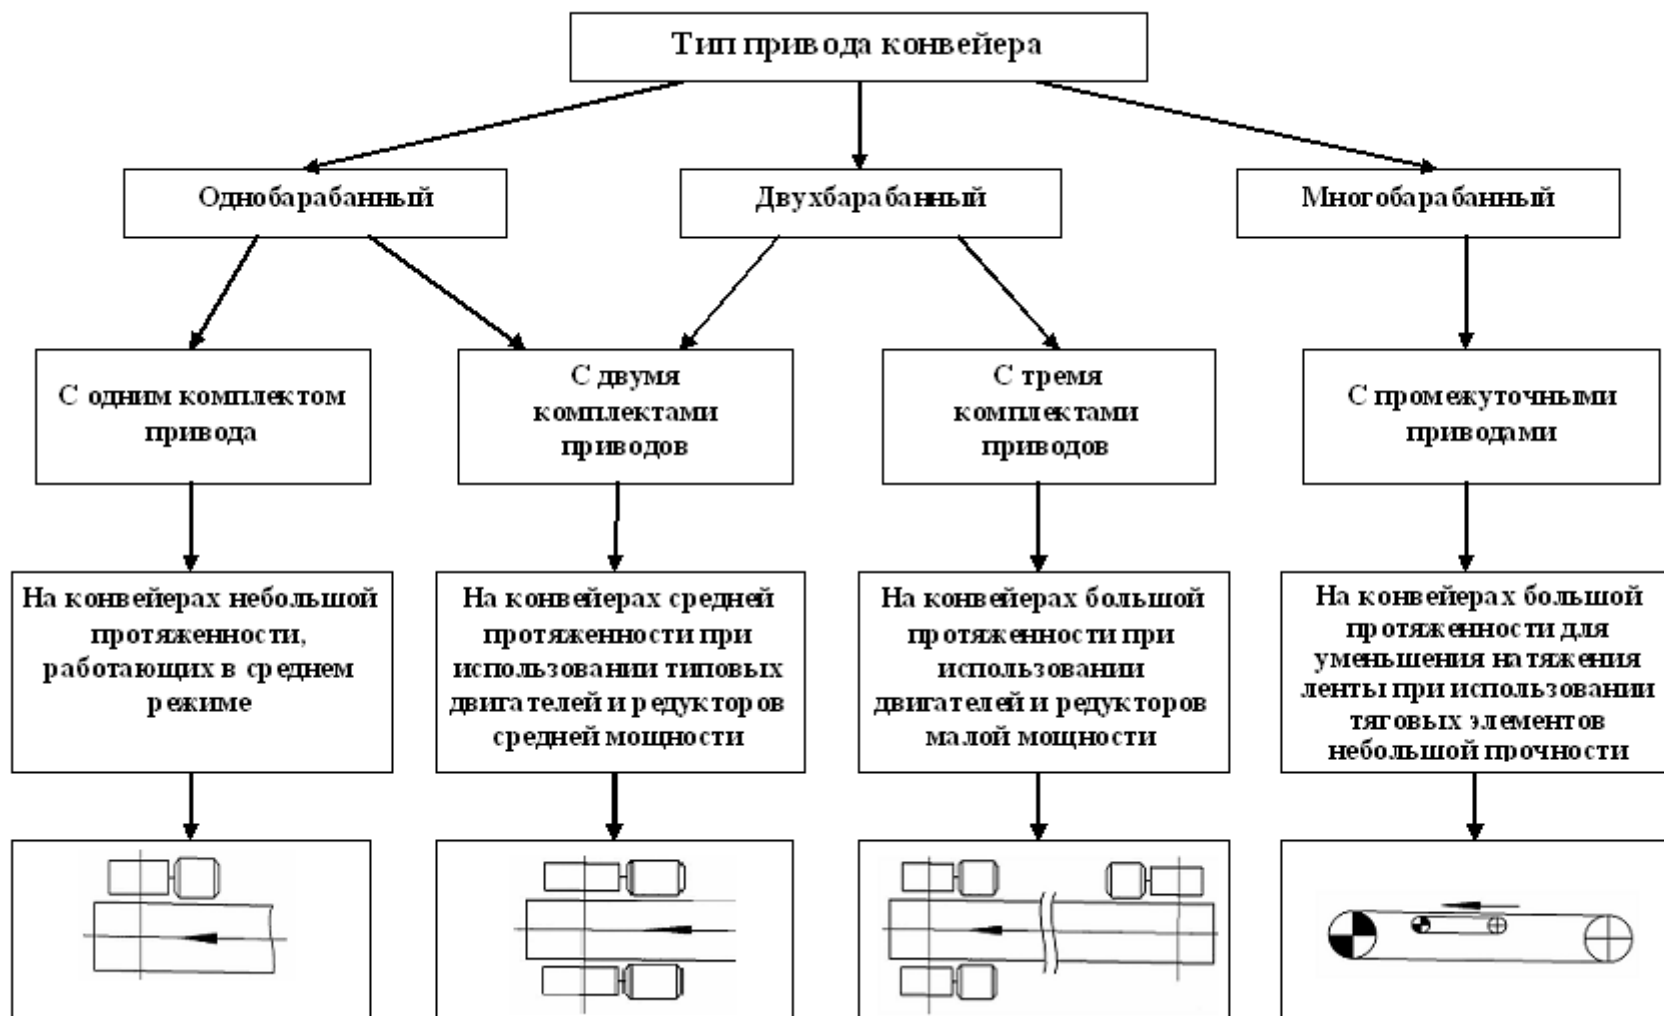 Тип привода конвейера
Однобарабанный
Двухбарабанный
Многобарабанный
С одним комплектом
привода
С двумя
комплектами
приводов
С тремя
комплектами
приводов
С промежуточными
приводами
На конвейерах небольшой
протяженности,
работающих в среднем
режиме
На конвейерах средней
протяженности при
использовании типовых
двигателей и редукторов
средней мощности
На конвейерах большой
протяженности при
использовании
двигателей и редукторов
малой мощности
На конвейерах большой
протяженности для
уменьшения натяжения
ленты при использовании
тяговых элементов
небольшой прочности